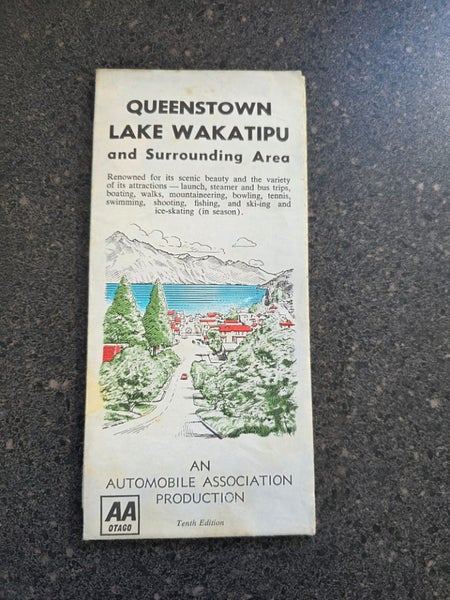 QUEENSTOWN
LAKE WAKATIPU
and Surrounding Area
Renowned for its scenic beauty and the variety
of its attractions — launch, steamer and bus trips,
boating, walks, mountaineering, bowling, tennis,
swimming, shooting, fishing, and ski-ing and
ice-skating (in season).
AN
AUTOMOBILE ASSOCIATION
PRODUCTION
AA
OTAGO
Tenth Edition